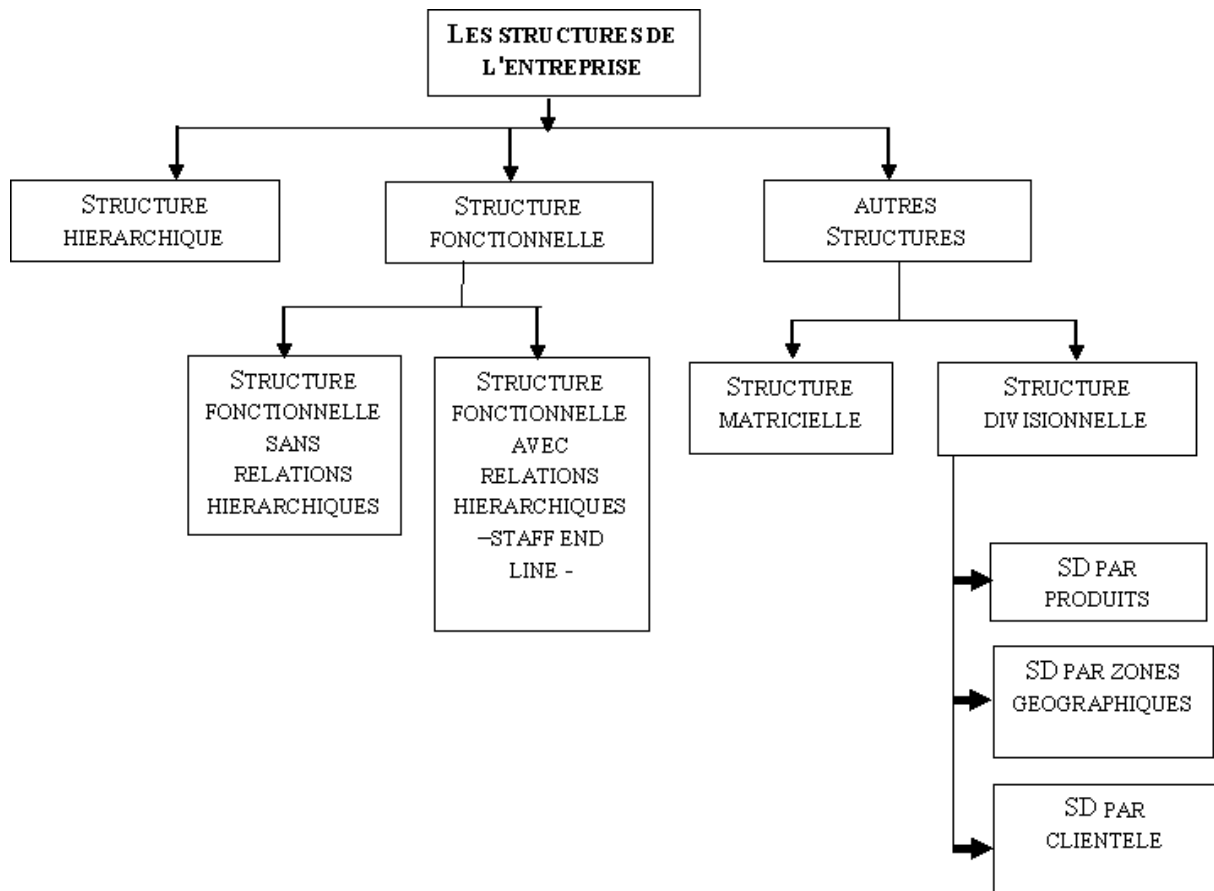 LES STRUCTURES DE
L'ENTREPRISE
STRUCTURE
HIERARCHIQUE
STRUCTURE
FONCTIONNELLE
AUTRES
STRUCTURES
STRUCTURE
FONCTIONNELLE
SANS
RELATIONS
HIERARCHIQUES
STRUCTURE
FONCTIONNELLE
AVEC
RELATIONS
HIERARCHIQUES
–STAFF END
LINE -
STRUCTURE
MATRICIELLE
STRUCTURE
DIVISIONNELLE
SD PAR
PRODUITS
SD PAR ZONES
GEOGRAPHIQUES
SD PAR
CLIENTELE